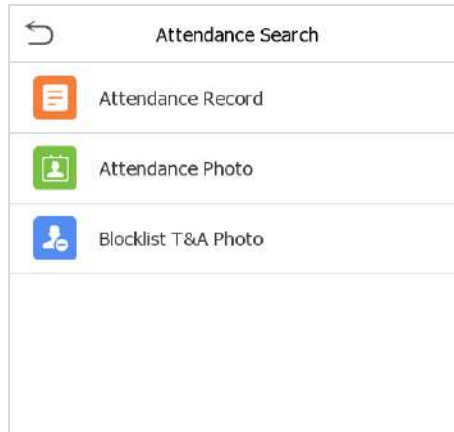 Attendance Search
Attendance Record
Attendance Photo
Blocklist T&A Photo